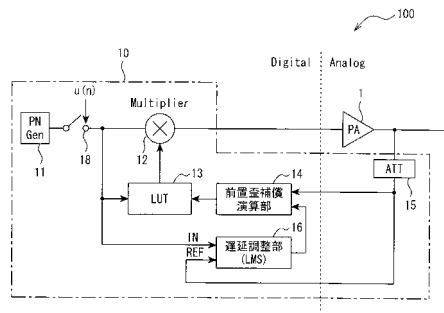 100
10
u(n)
Digital
Analog
Multiplier
1
PN
Gen
PA
11
18
12
ATT
13
14
15
LUT
前置歪補償
演算部
16
IN
REF
遅延調整部
(LMS)